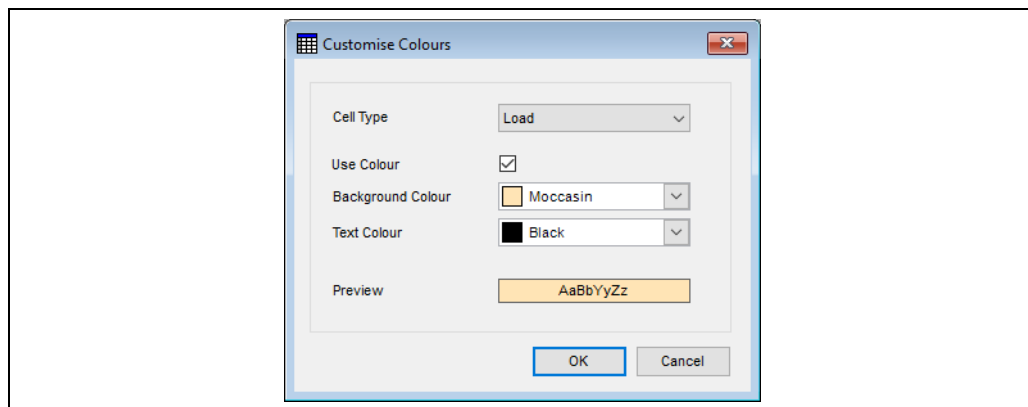 Customise Colours
Cell Type Load
Use Colour
Background Colour Moccasin
Text Colour Black
Preview AaBbYyZz
OK Cancel